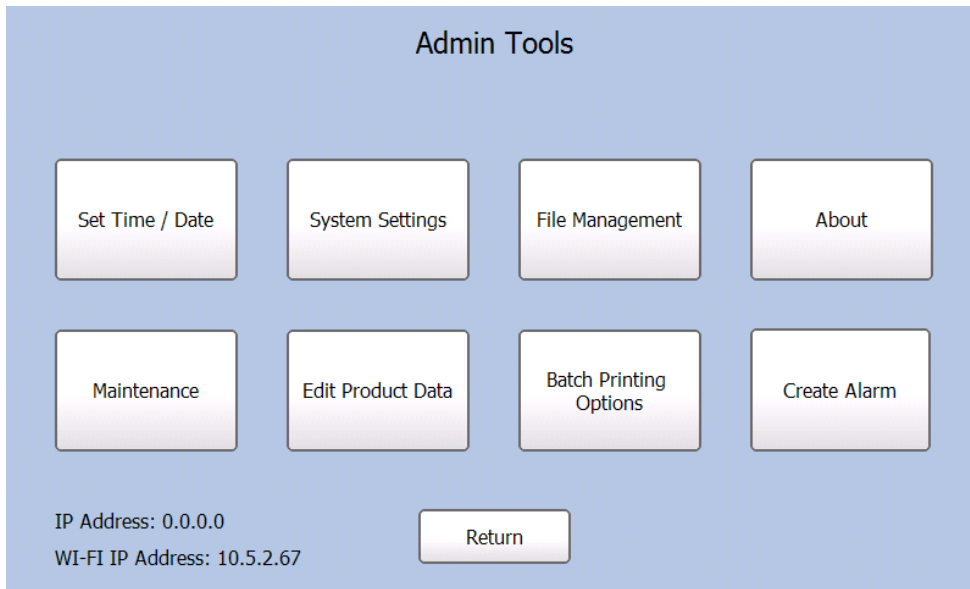 Admin Tools
Set Time / Date
System Settings
File Management
About
Maintenance
Edit Product Data
Batch Printing
Options
Create Alarm
IP Address: 0.0.0.0
WI-FI IP Address: 10.5.2.67
Return